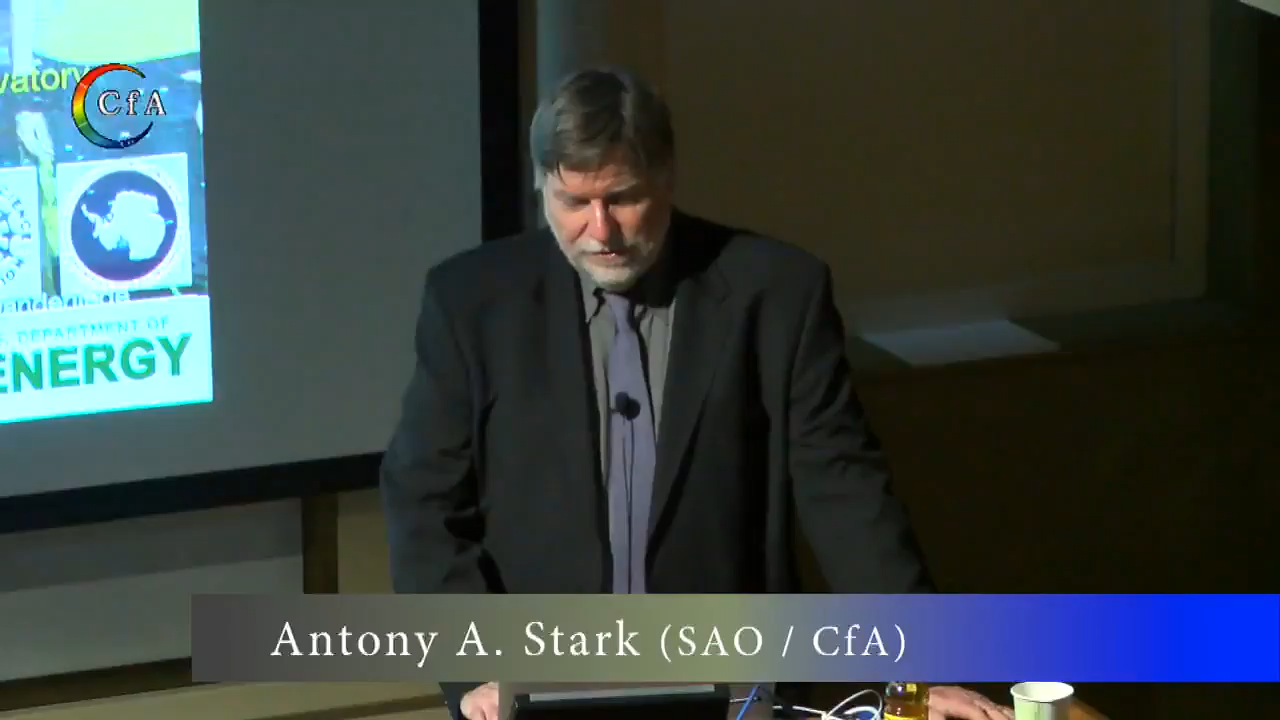 vatory
CfA
DEPARTMENT OF
ENERGY
Antony A. Stark (SAO / CfA)